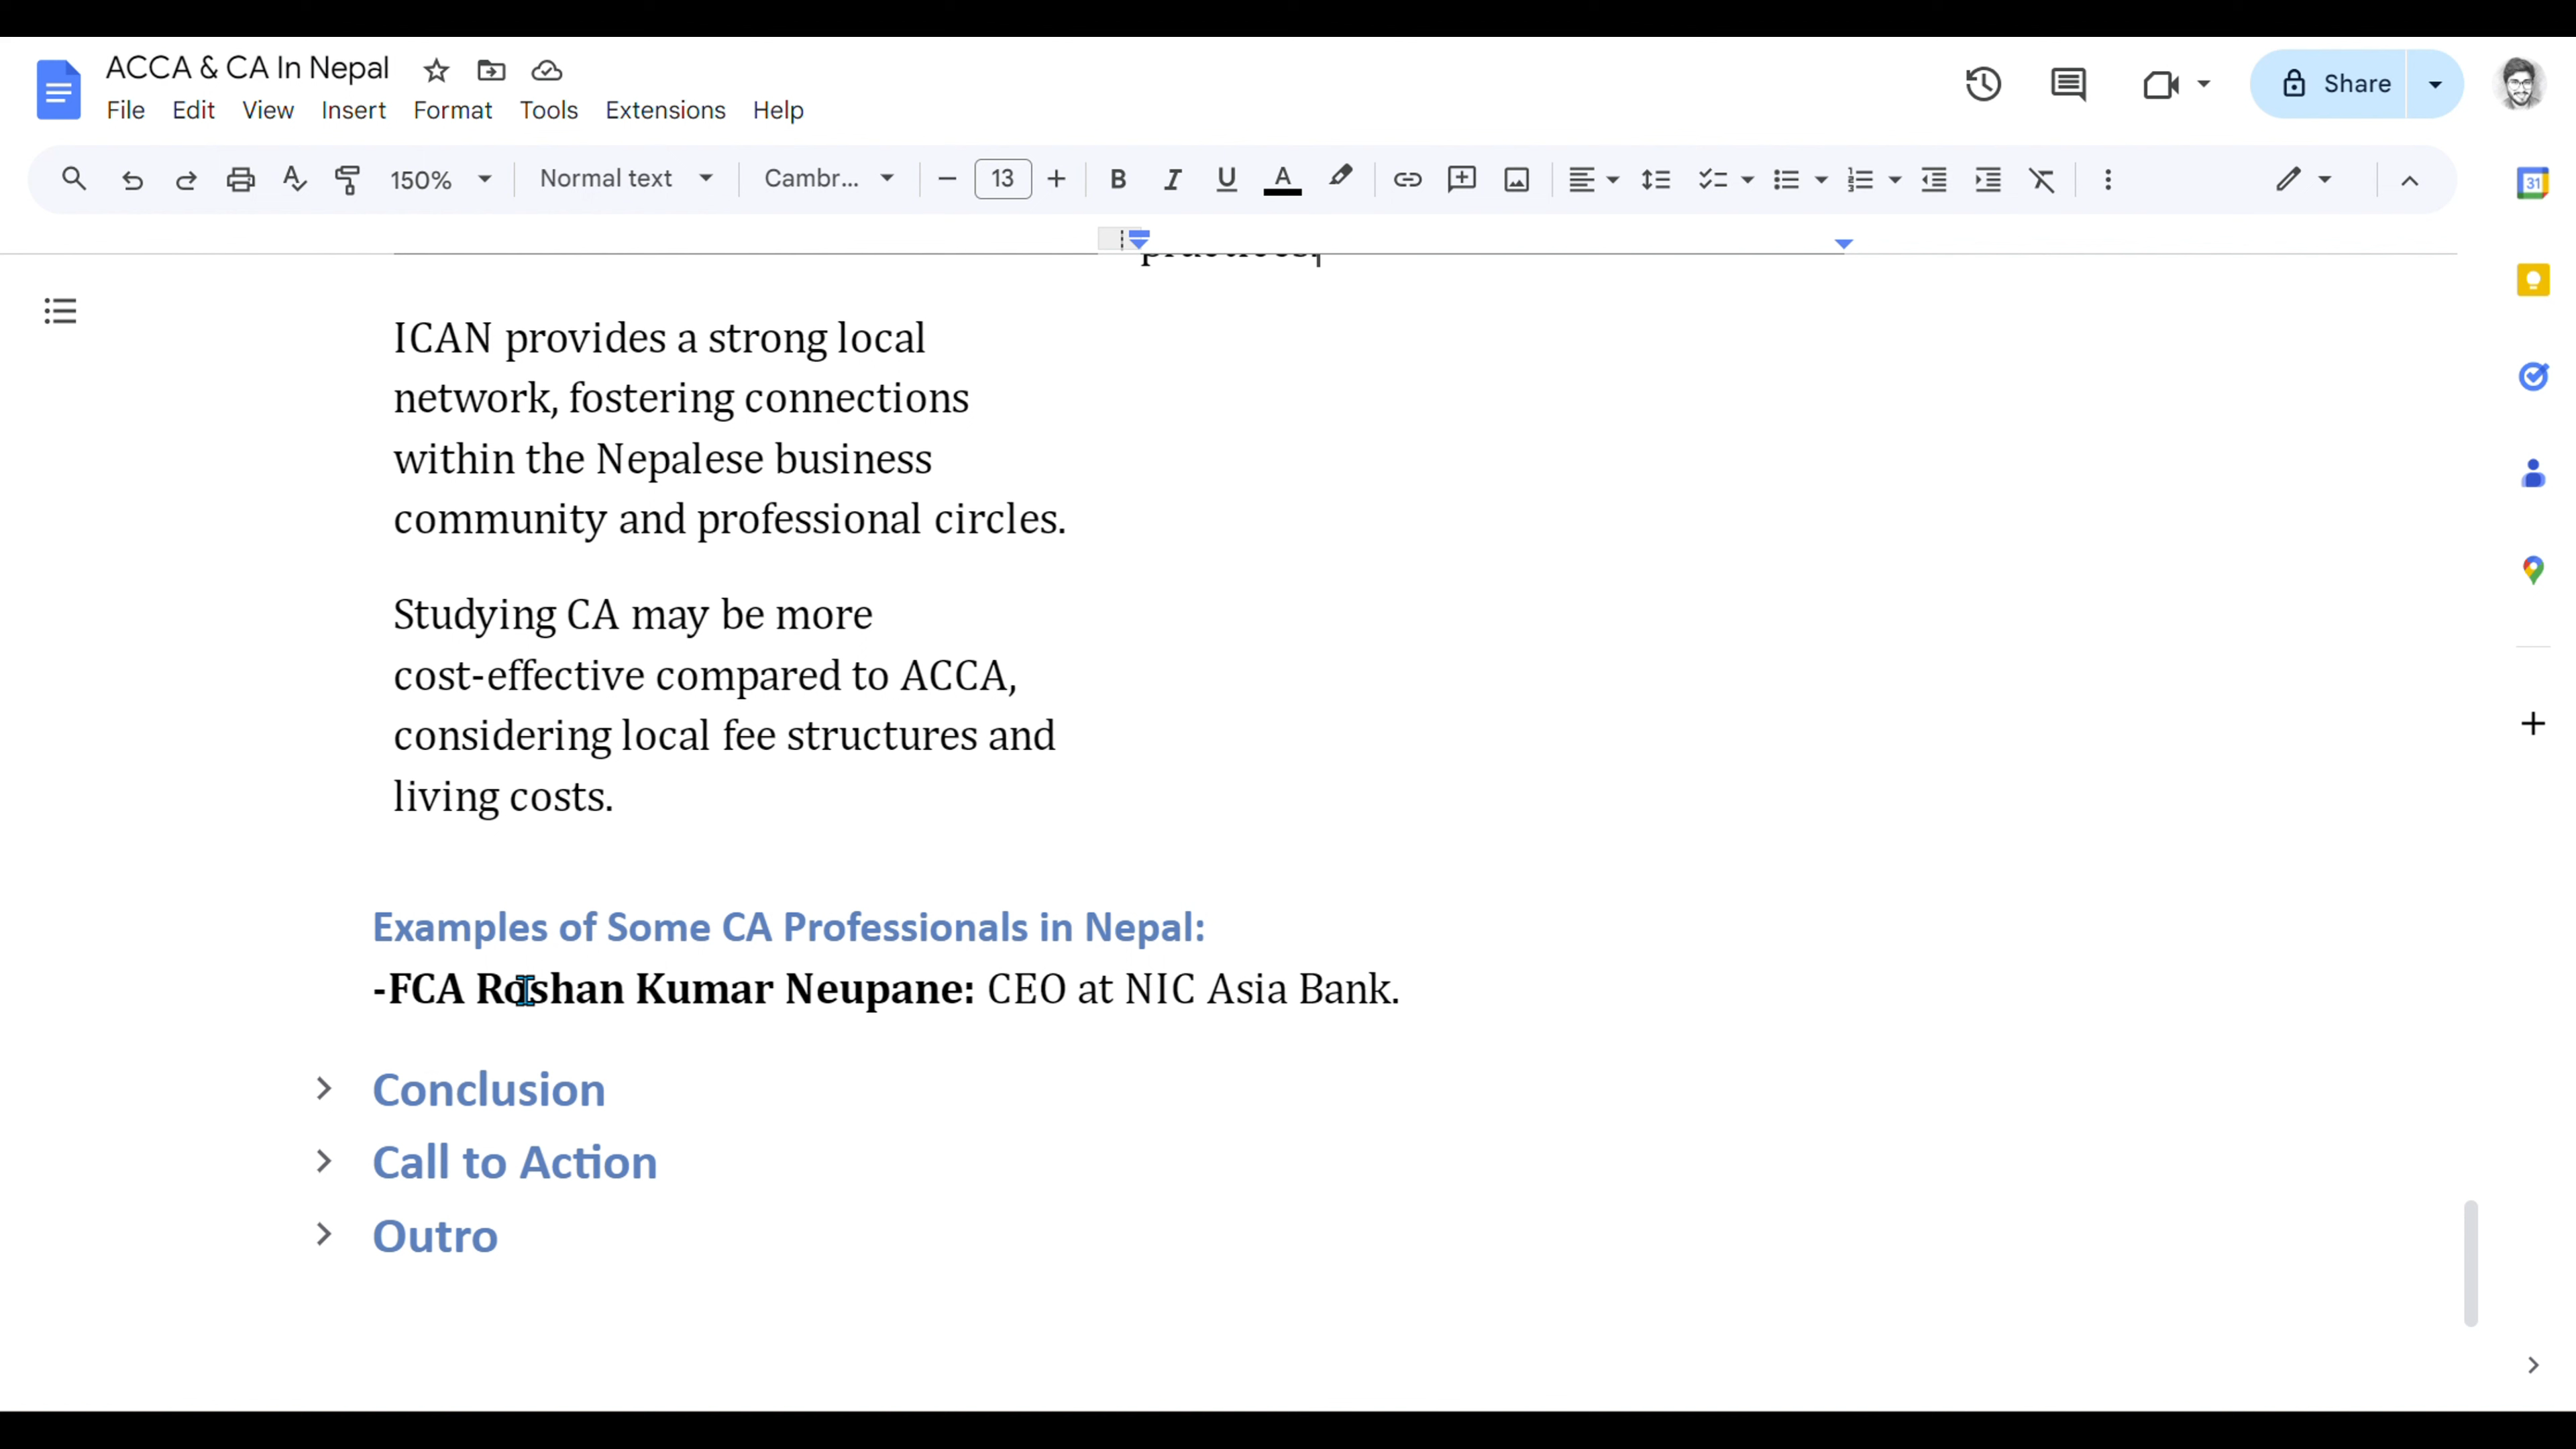 ACCA & CA In Nepal
File Edit View Insert Format Tools Extensions Help
Share
150% Normal text Cambr... 13 B I U A
31
ICAN provides a strong local
network, fostering connections
within the Nepalese business
community and professional circles.
Studying CA may be more
cost-effective compared to ACCA,
considering local fee structures and
living costs.
Examples of Some CA Professionals in Nepal:
-FCA Roshan Kumar Neupane: CEO at NIC Asia Bank.
Conclusion
Call to Action
Outro